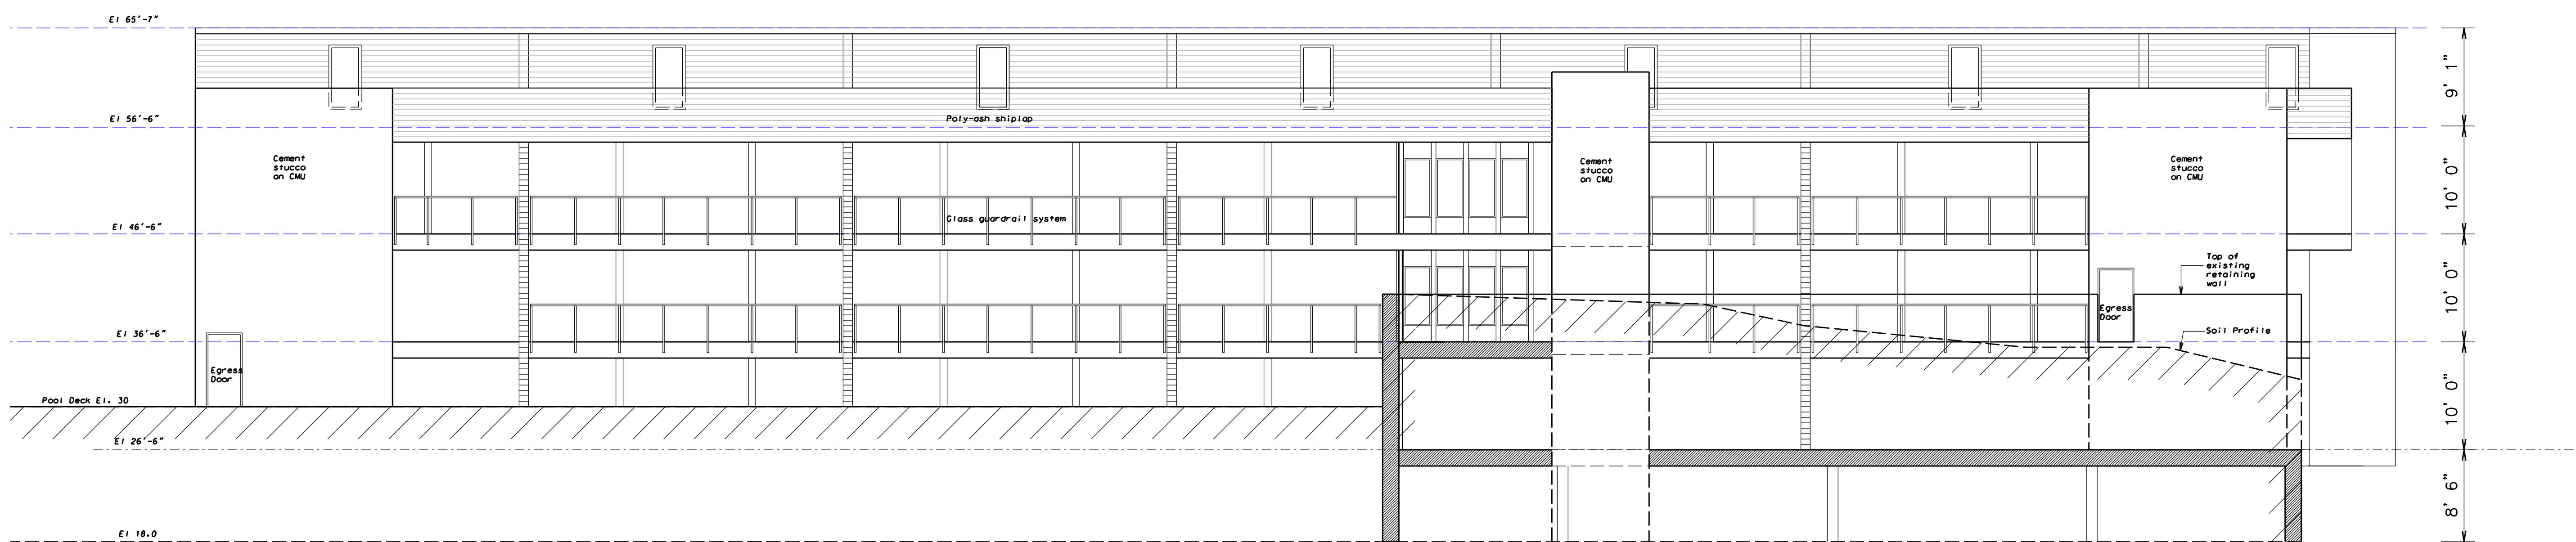 El 65'-7"
9' 1"
El 56'-6"
Poly-ash shiplap
Cement
stucco
on CMU
Cement
stucco
on CMU
Cement
stucco
on CMU
10' 0"
Glass guardrail system
El 46'-6"
Top of
existing
retaining
wall
10' 0"
Egress
Door
Soil Profile
El 36'-6"
Egress
Door
10' 0"
Pool Deck El. 30
El 26'-6"
8' 6"
El 18.0